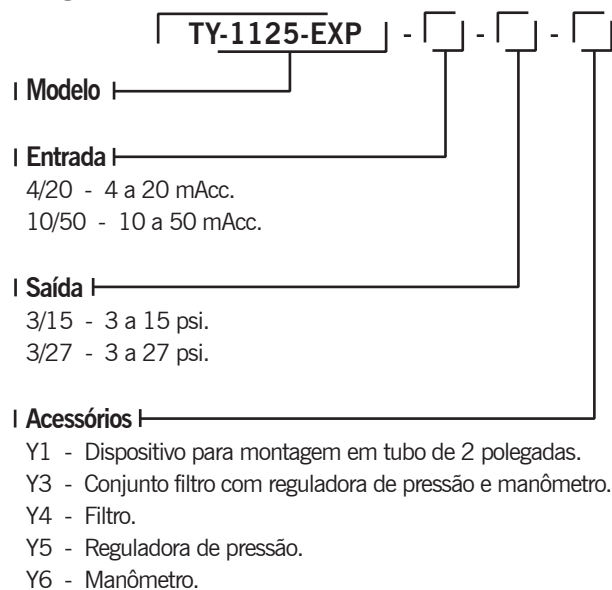 TY-1125-EXP - - -
Modelo
Entrada
4/20 - 4 a 20 mAcc.
10/50 - 10 a 50 mAcc.
Saída
3/15 - 3 a 15 psi.
3/27 - 3 a 27 psi.
Acessórios
Y1 - Dispositivo para montagem em tubo de 2 polegadas.
Y3 - Conjunto filtro com reguladora de pressão e manômetro.
Y4 - Filtro.
Y5 - Reguladora de pressão.
Y6 - Manômetro.